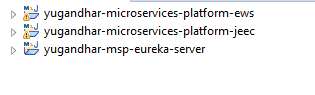 yugandhar-microservices-platform-ews
yugandhar-microservices-platform-jeec
yugandhar-msp-eureka-server